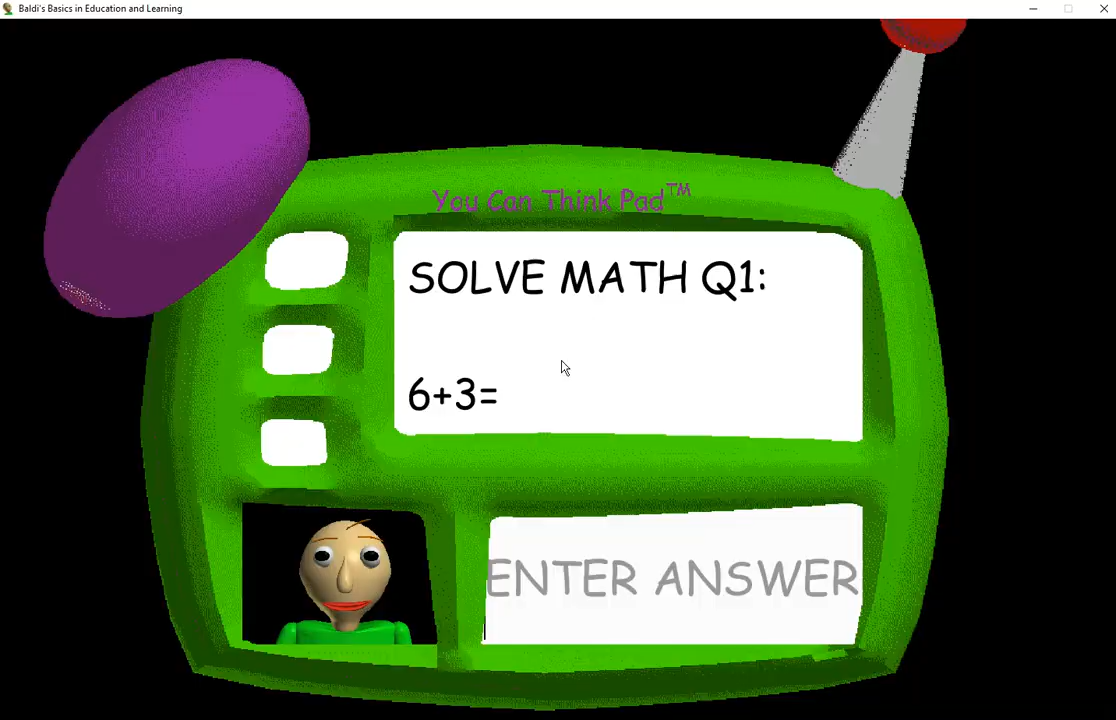 Baldi's Basics in Education and Learning
You Can Think Pad™
SOLVE MATH Q1:
6+3=
ENTER ANSWER